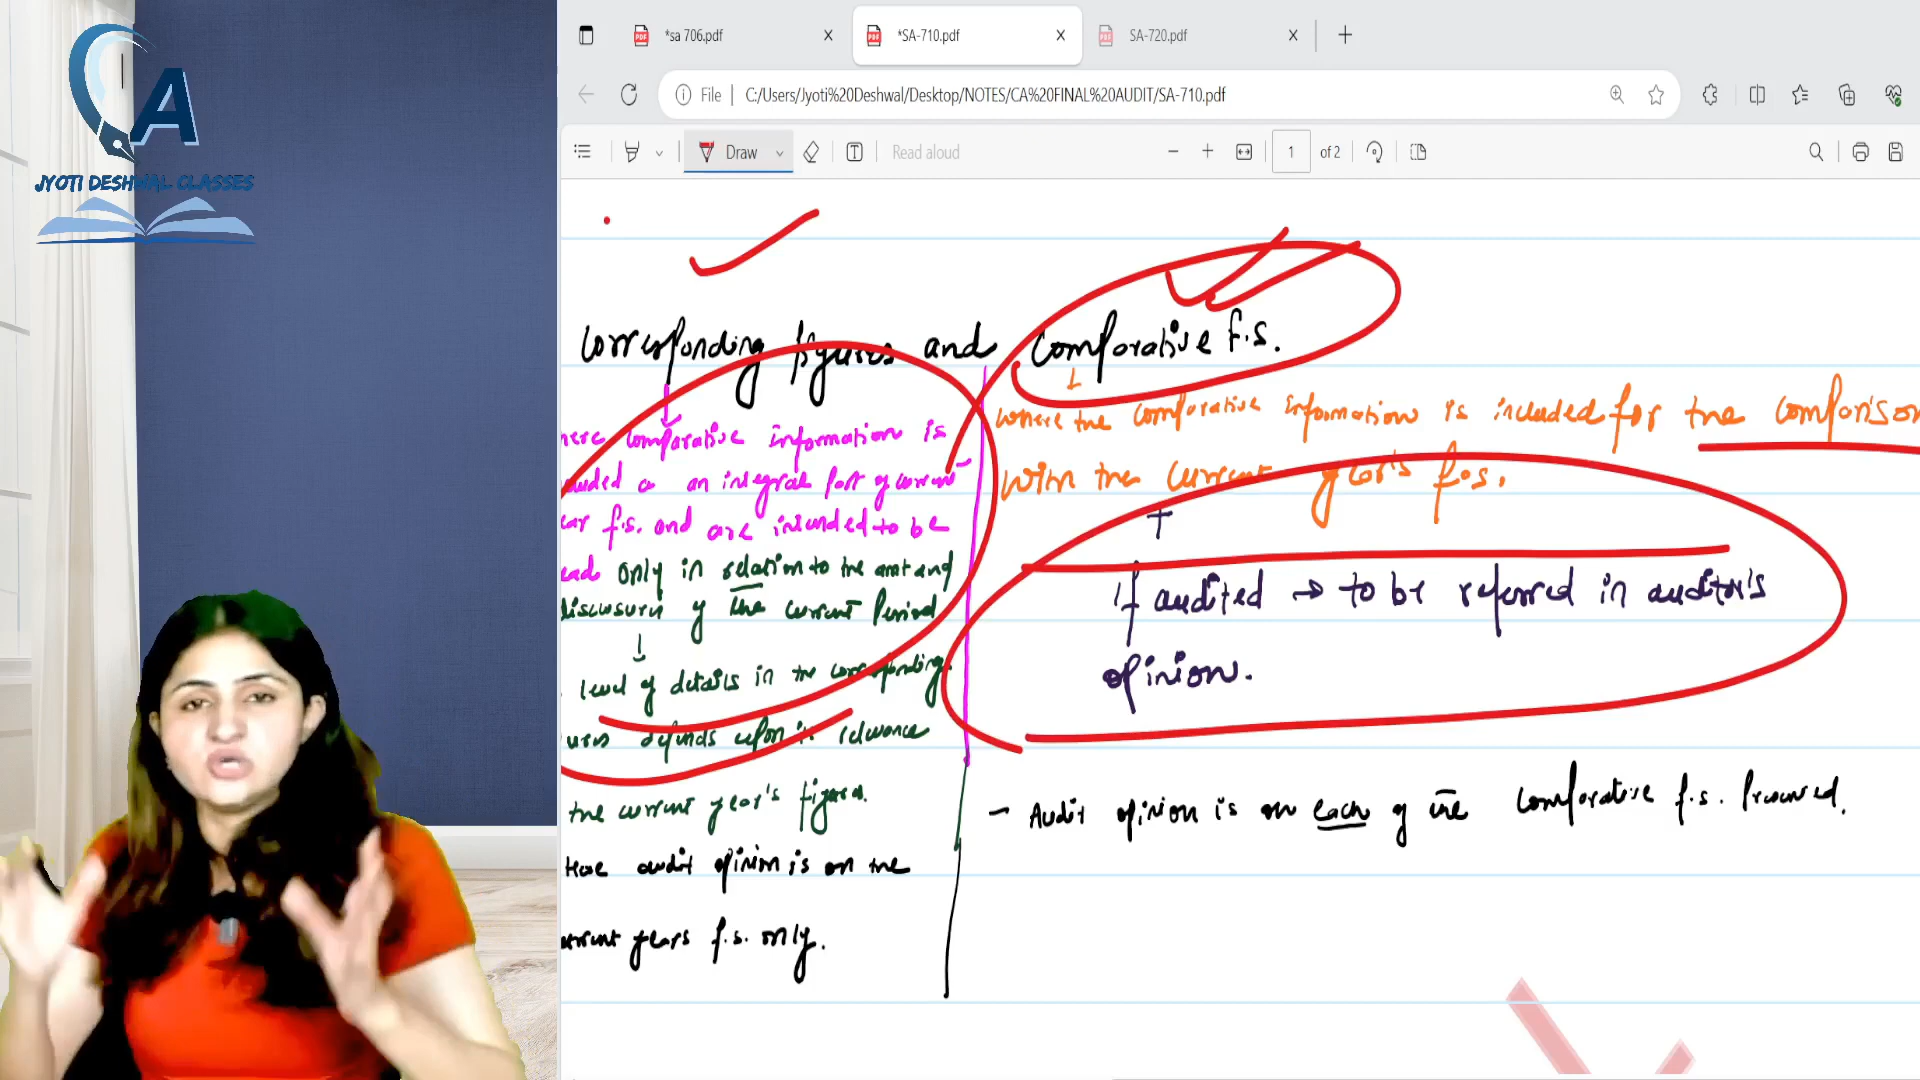 CA
JYOTI DESHWAL CLASSES
*sa 706.pdf
*SA-710.pdf
SA-720.pdf
File
C:/Users/Jyoti%20Deshwal/Desktop/NOTES/CA%20FINAL%20AUDIT/SA-710.pdf
Draw
Read aloud
1
of 2
Corresponding figures and Comparative f.s.
where the comparative information is included for the comparison
with the current year's f.s.
+
If audited → to be referred in auditor's
opinion.
- Audit opinion is on each of the comparative f.s. Presented.
comparative information is
an integral part of current
f.s. and are intended to be
only in relation to the amt and
disclosures of the current Period
level of details in the corresponding
depends upon its relevance
the current year's figures.
audit opinion is on the
years f.s. only.